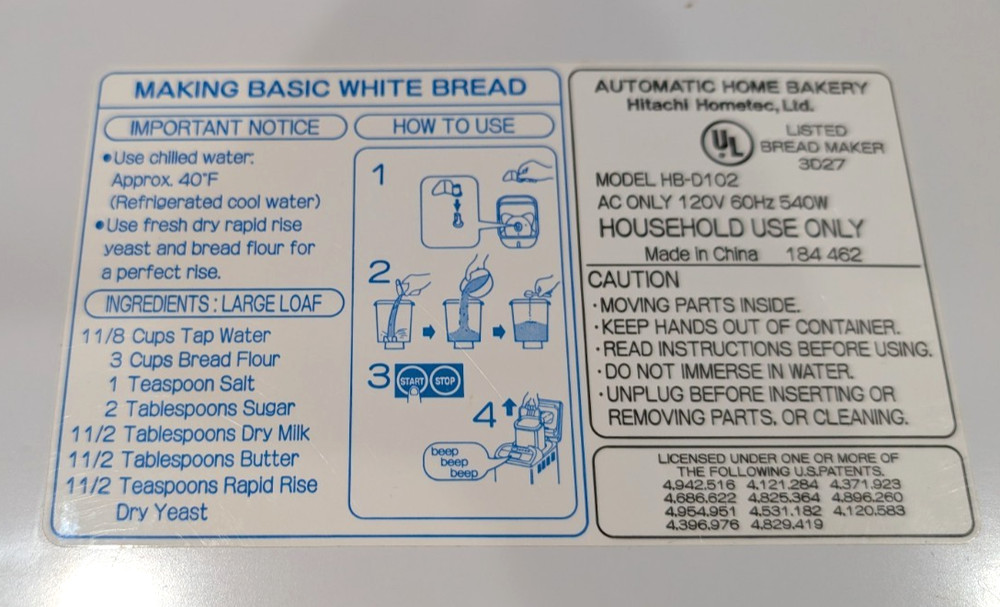 MAKING BASIC WHITE BREAD
IMPORTANT NOTICE
•Use chilled water:
Approx. 40°F
(Refrigerated cool water)
•Use fresh dry rapid rise
yeast and bread flour for
a perfect rise.
INGREDIENTS : LARGE LOAF
11/8 Cups Tap Water
3 Cups Bread Flour
1 Teaspoon Salt
2 Tablespoons Sugar
11/2 Tablespoons Dry Milk
11/2 Tablespoons Butter
11/2 Teaspoons Rapid Rise
Dry Yeast
HOW TO USE
1
2
3
START STOP
4
beep
beep
beep
AUTOMATIC HOME BAKERY
Hitachi Hometec, Ltd.
UL
LISTED
BREAD MAKER
3D27
MODEL HB-D102
AC ONLY 120V 60Hz 540W
HOUSEHOLD USE ONLY
Made in China 184 462
CAUTION
·MOVING PARTS INSIDE.
·KEEP HANDS OUT OF CONTAINER.
·READ INSTRUCTIONS BEFORE USING.
·DO NOT IMMERSE IN WATER.
·UNPLUG BEFORE INSERTING OR
REMOVING PARTS, OR CLEANING.
LICENSED UNDER ONE OR MORE OF
THE FOLLOWING U.S.PATENTS.
4,942,516 4,121,284 4,371,923
4,686,622 4,825,364 4,896,260
4,954,951 4,531,182 4,120,583
4,396,976 4,829,419